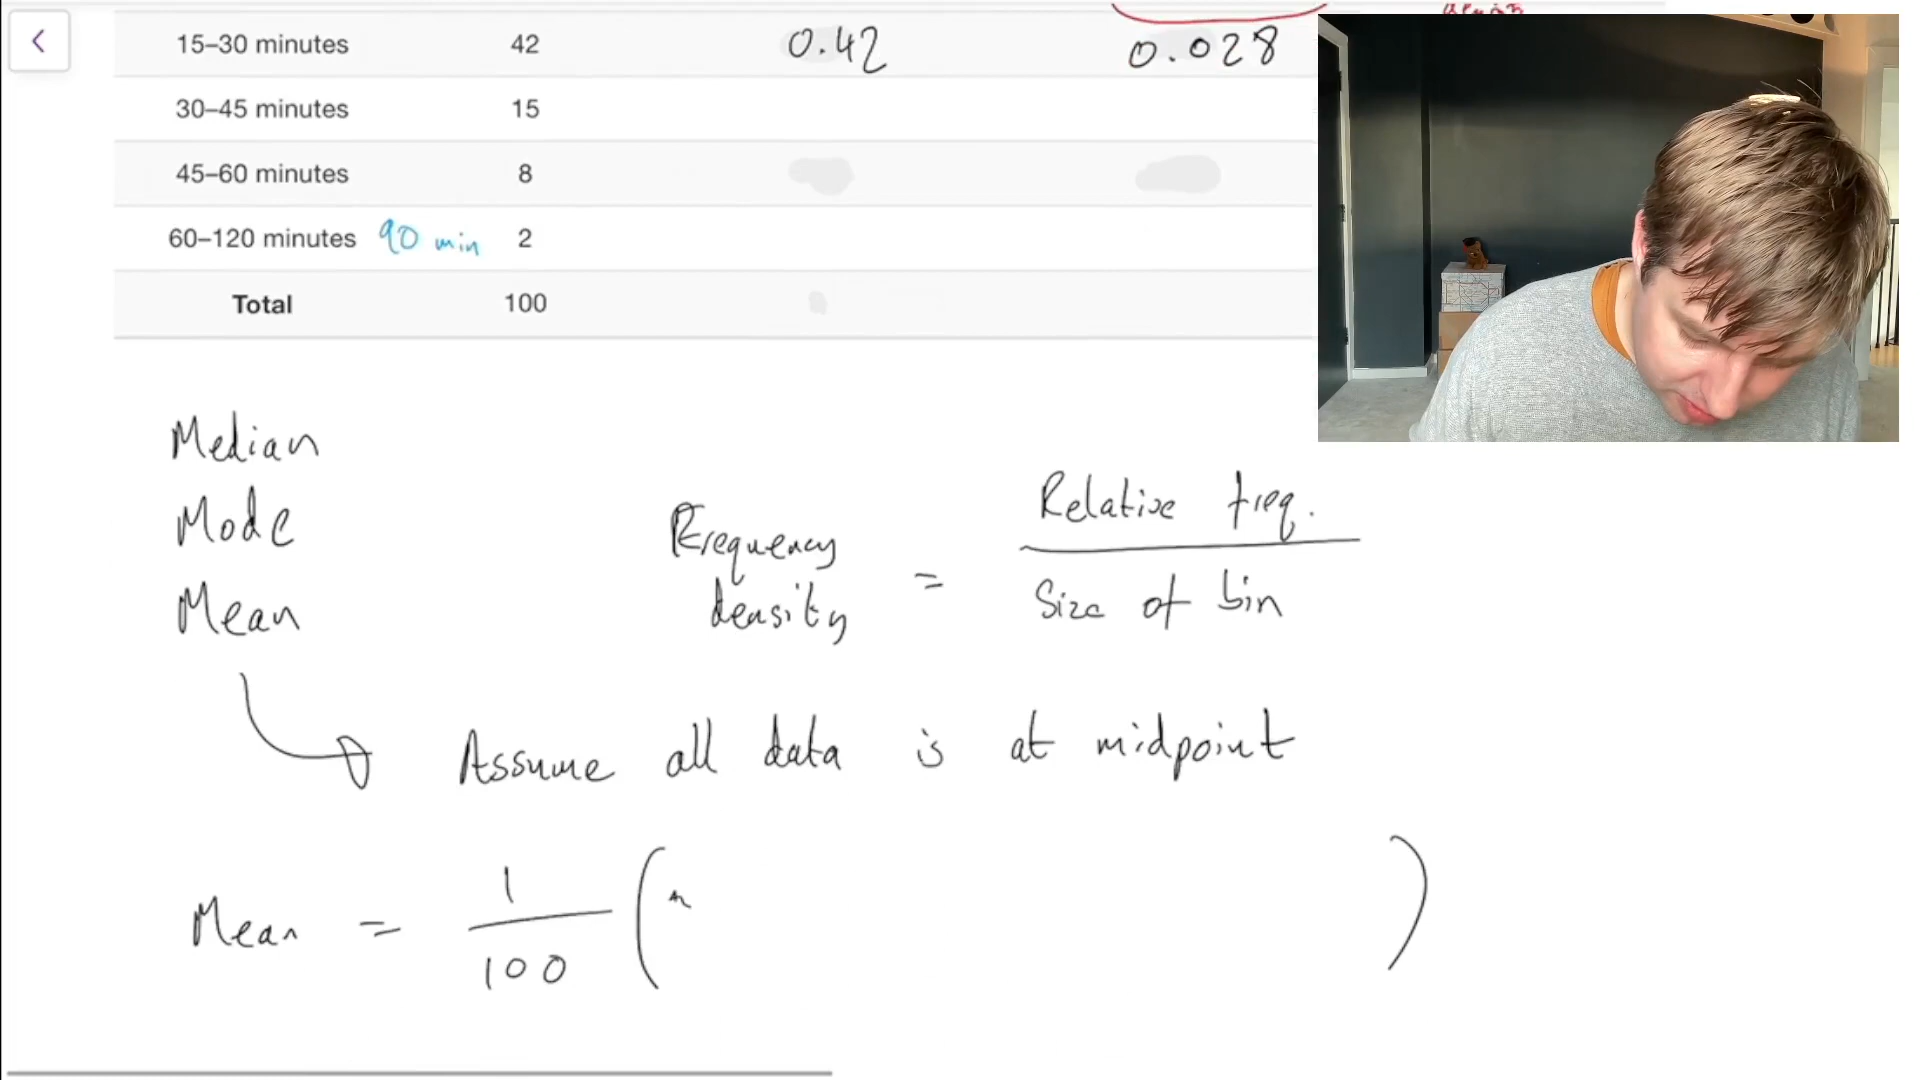 15–30 minutes 42 0.42 0.028
30–45 minutes 15
45–60 minutes 8
60–120 minutes 90 min 2
Total 100
Median
Mode
Mean
Frequency density = Relative freq. / Size of bin
Assume all data is at midpoint
Mean = 1 / 100 ( )